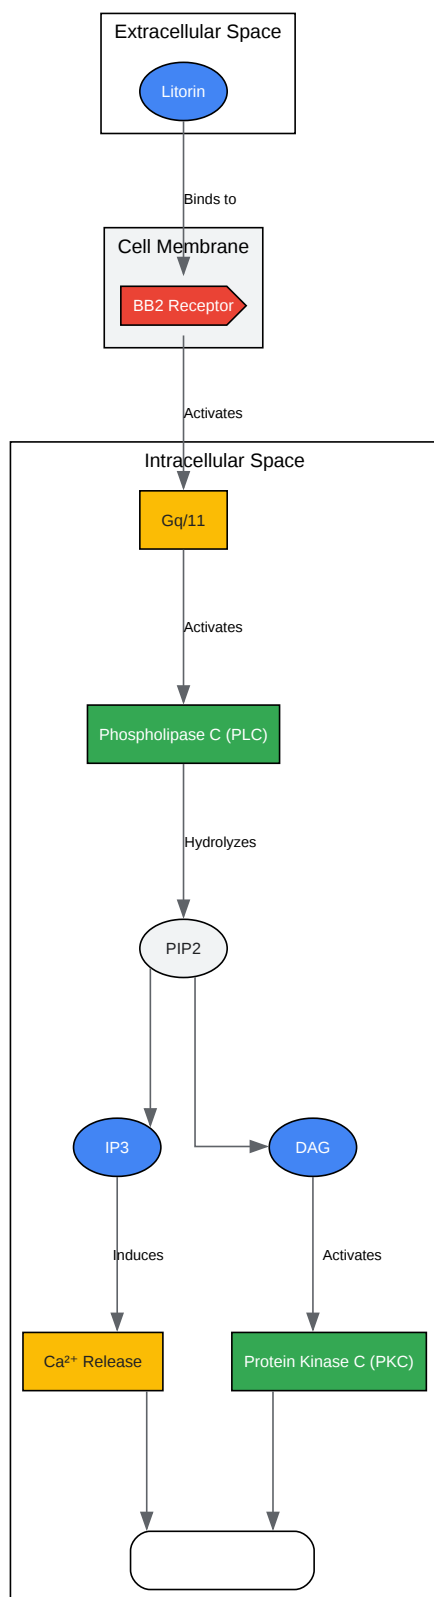 Extracellular Space
Litorin
Binds to
Cell Membrane
BB2 Receptor
Activates
Intracellular Space
Gq/11
Activates
Phospholipase C (PLC)
Hydrolyzes
PIP2
IP3
DAG
Induces
Activates
Ca²⁺ Release
Protein Kinase C (PKC)